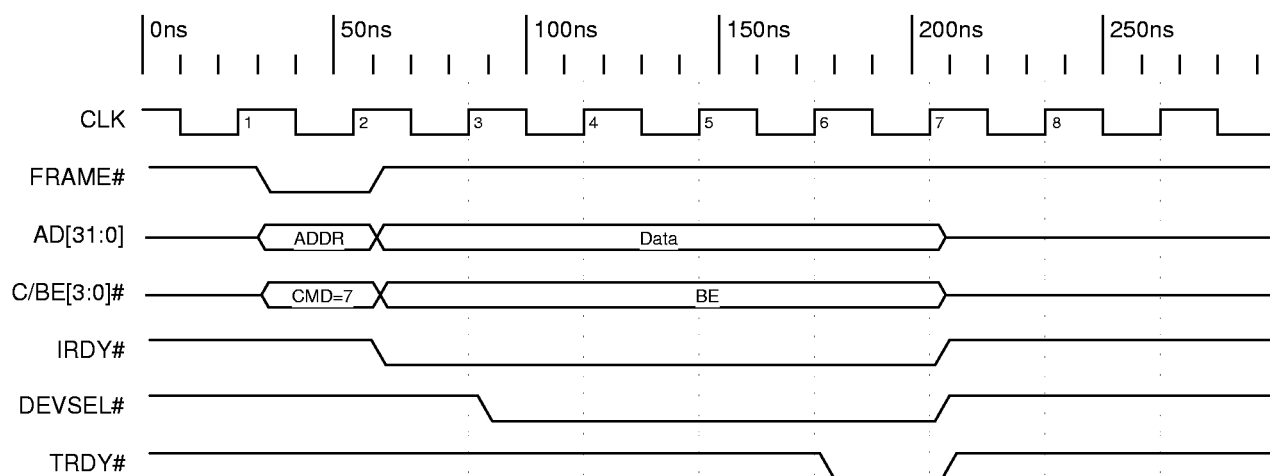 0ns 50ns 100ns 150ns 200ns 250ns
CLK 1 2 3 4 5 6 7 8
FRAME#
AD[31:0] ADDR Data
C/BE[3:0]# CMD=7 BE
IRDY#
DEVSEL#
TRDY#